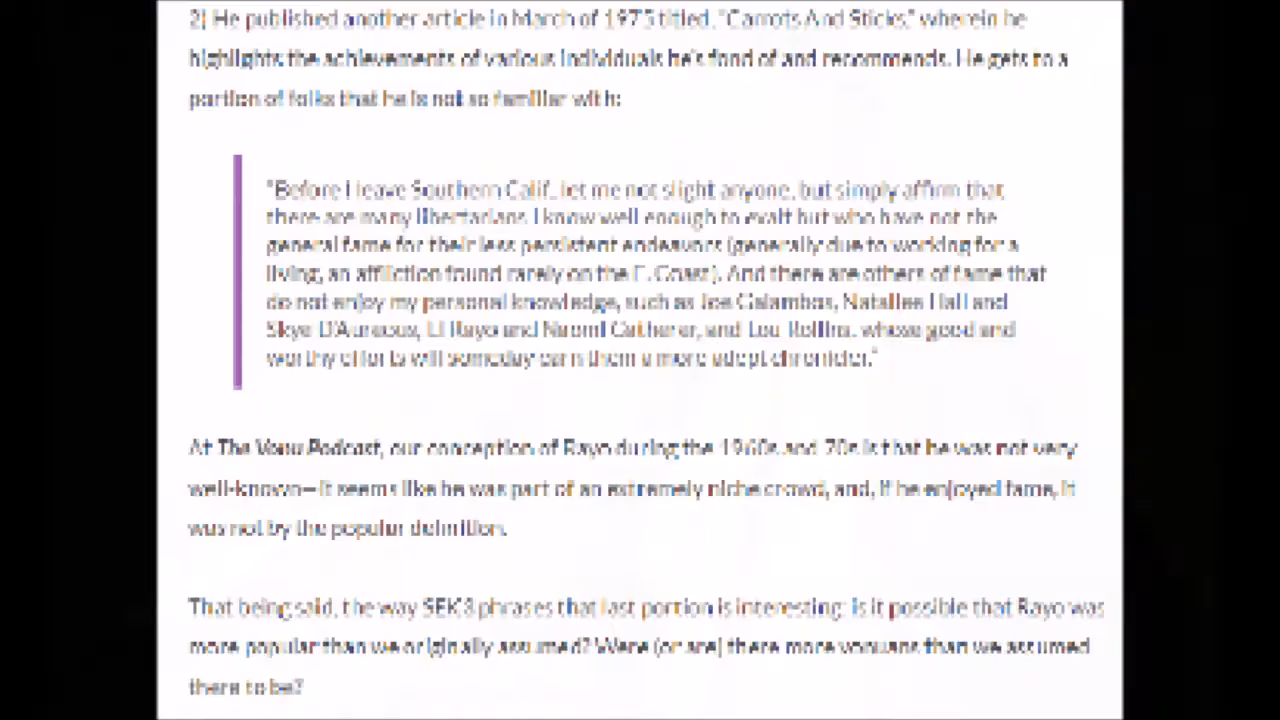 2) He published another article in March of 1975 titled, "Carrots And Sticks," wherein he
highlights the achievements of various individuals he's fond of and recommends. He gets to a
portion of folks that he is not so familiar with:
"Before I leave Southern Calif., let me not slight anyone, but simply affirm that
there are many libertarians I know well enough to exalt but who have not the
general fame for their less persistent endeavors (generally due to working for a
living, an affliction found rarely on the E. Coast). And there are others of fame that
do not enjoy my personal knowledge, such as Joe Galambos, Natallee Hall and
Skye D'Aureous, El Rayo and Naomi Catherer, and Lou Rollins, whose good and
worthy efforts will someday earn them a more adept chronicler."
At The Vonu Podcast, our conception of Rayo during the 1960s and 70s is that he was not very
well-known—it seems like he was part of an extremely niche crowd, and, if he enjoyed fame, it
was not by the popular definition.
That being said, the way SEK3 phrases that last portion is interesting: is it possible that Rayo was
more popular than we originally assumed? Were (or are) there more vonuans than we assumed
there to be?